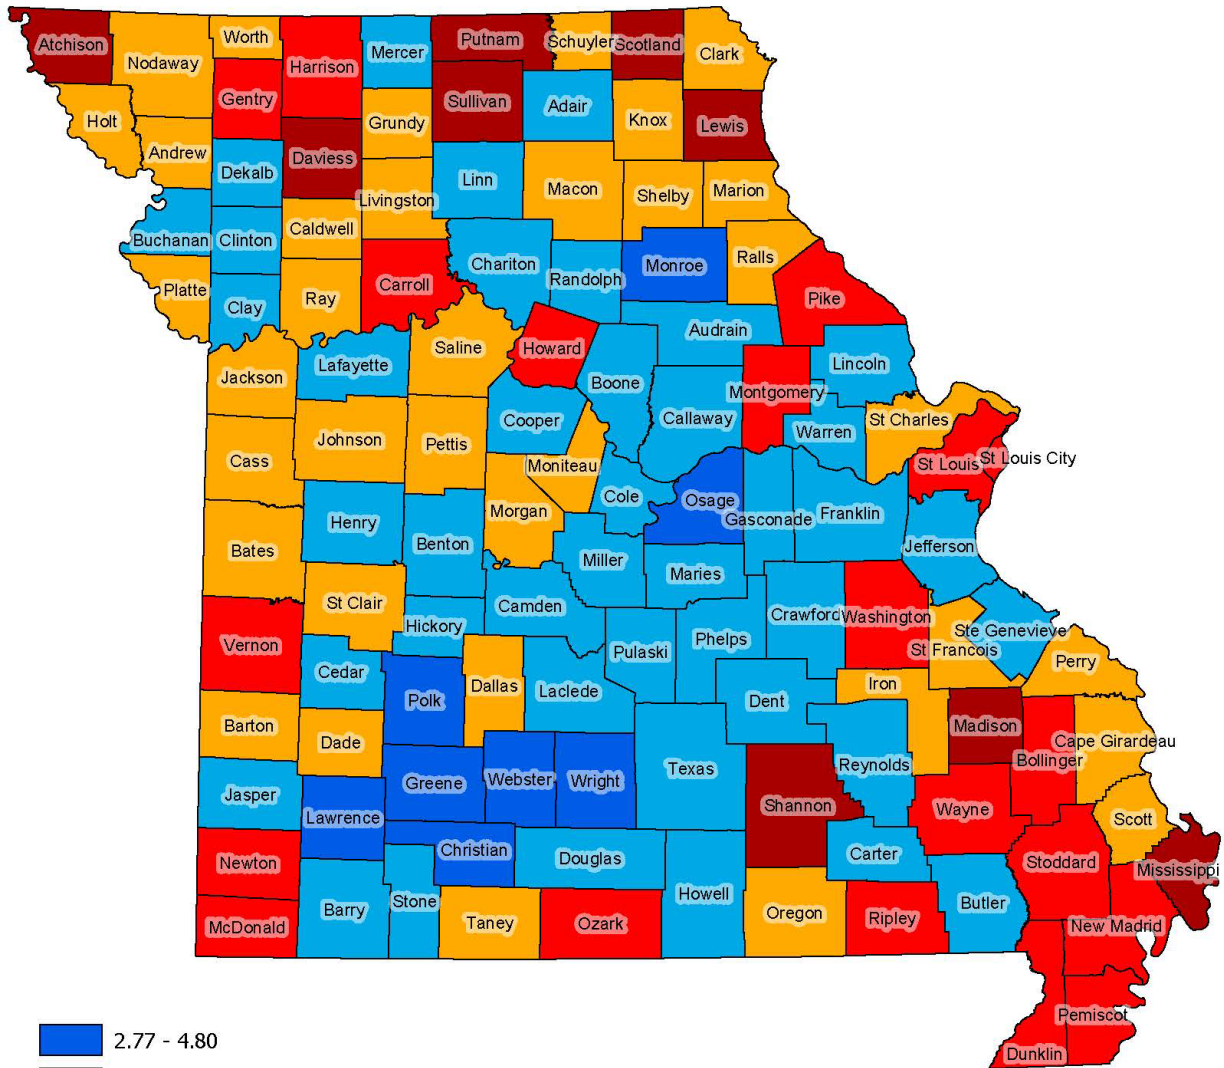 Atchison
Nodaway
Worth
Harrison
Mercer
Putnam
Schuyler
Scotland
Clark
Gentry
Sullivan
Adair
Knox
Lewis
Holt
Grundy
Andrew
Daviess
Dekalb
Linn
Macon
Shelby
Marion
Livingston
Buchanan
Clinton
Caldwell
Chariton
Randolph
Monroe
Ralls
Platte
Clay
Ray
Carroll
Pike
Audrain
Saline
Howard
Jackson
Lafayette
Boone
Lincoln
Montgomery
Cooper
Callaway
Warren
St Charles
Johnson
Pettis
Cass
Moniteau
St Louis
St Louis City
Cole
Osage
Morgan
Gasconade
Franklin
Henry
Benton
Jefferson
Bates
Miller
Maries
St Clair
Camden
Crawford
Washington
Hickory
Ste Genevieve
St Francois
Vernon
Pulaski
Phelps
Perry
Cedar
Polk
Dallas
Laclede
Iron
Dent
Barton
Dade
Madison
Cape Girardeau
Bollinger
Texas
Reynolds
Greene
Webster
Wright
Jasper
Lawrence
Shannon
Wayne
Scott
Christian
Douglas
Carter
Newton
Stoddard
Mississippi
Barry
Stone
Howell
Butler
McDonald
Taney
Ozark
Oregon
Ripley
New Madrid
Pemiscot
Dunklin
2.77 - 4.80